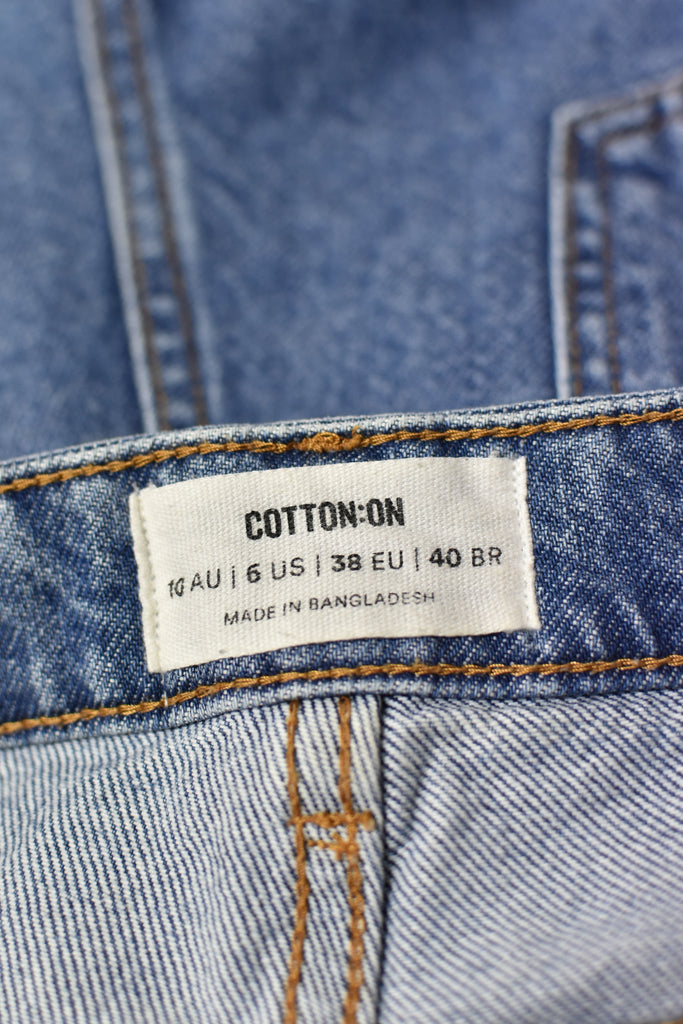 COTTON:ON
10 AU | 6 US | 38 EU | 40 BR
MADE IN BANGLADESH